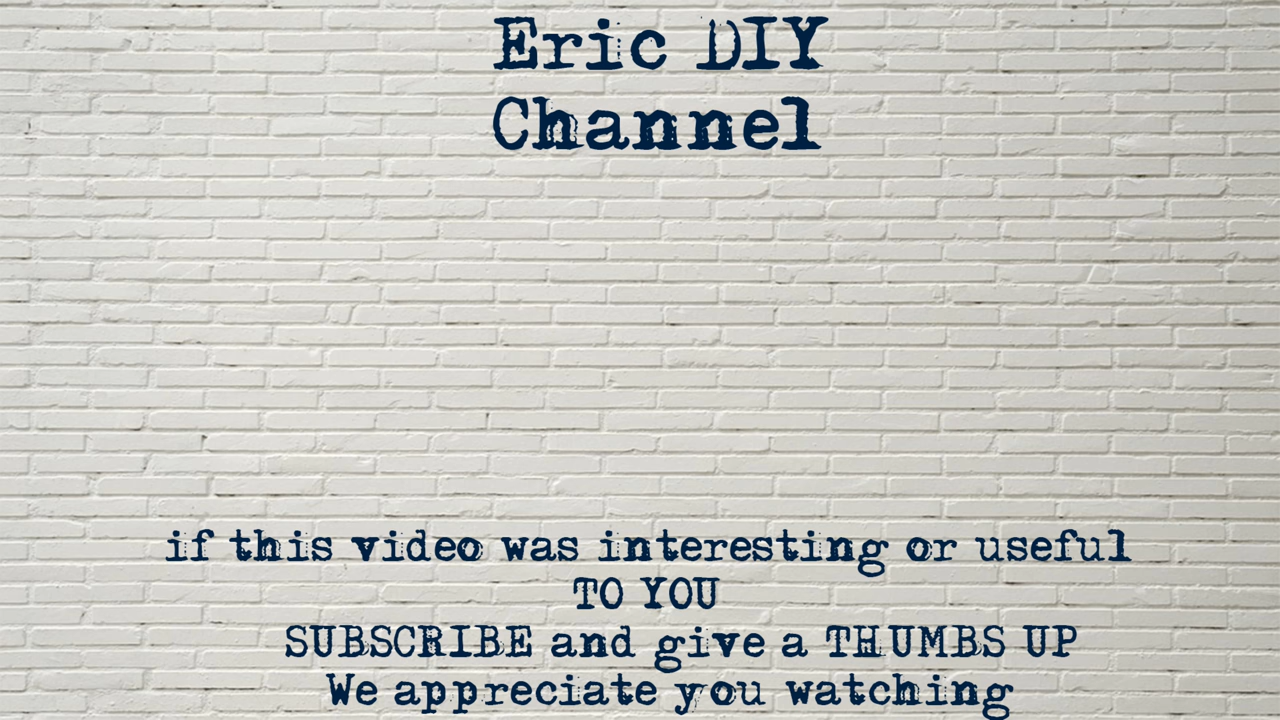 Eric DIY
Channel
if this video was interesting or useful
TO YOU
SUBSCRIBE and give a THUMBS UP
We appreciate you watching